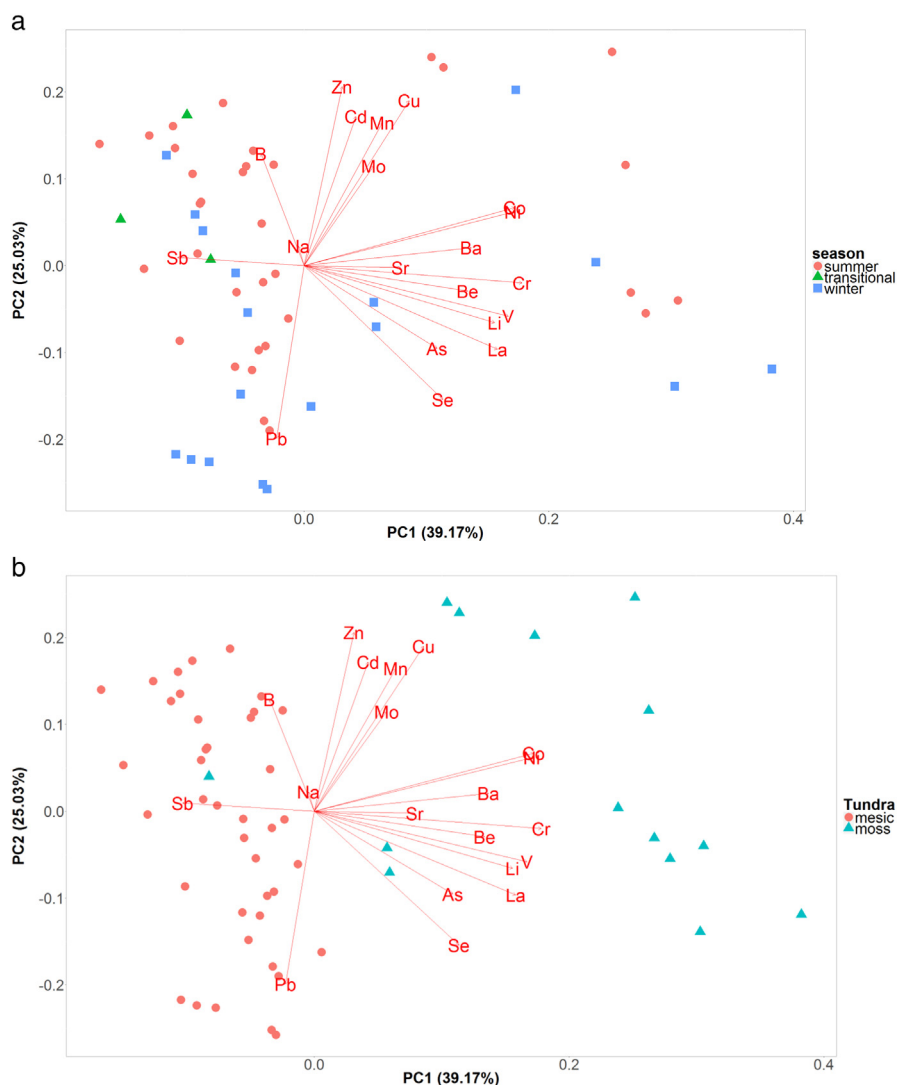 a
0.2
0.1
0.0
-0.1
-0.2
PC2 (25.03%)
Zn
Cd
Mn
Cu
Mo
B
Na
Sb
Co
Ni
Ba
Sr
Be
Cr
V
Li
As
La
Se
Pb
0.0
0.2
0.4
PC1 (39.17%)
season
summer
transitional
winter
b
0.2
0.1
0.0
-0.1
-0.2
PC2 (25.03%)
Zn
Cd
Mn
Cu
Mo
B
Na
Sb
Co
Ni
Ba
Sr
Be
Cr
V
Li
As
La
Se
Pb
0.0
0.2
0.4
PC1 (39.17%)
Tundra
mesic
moss